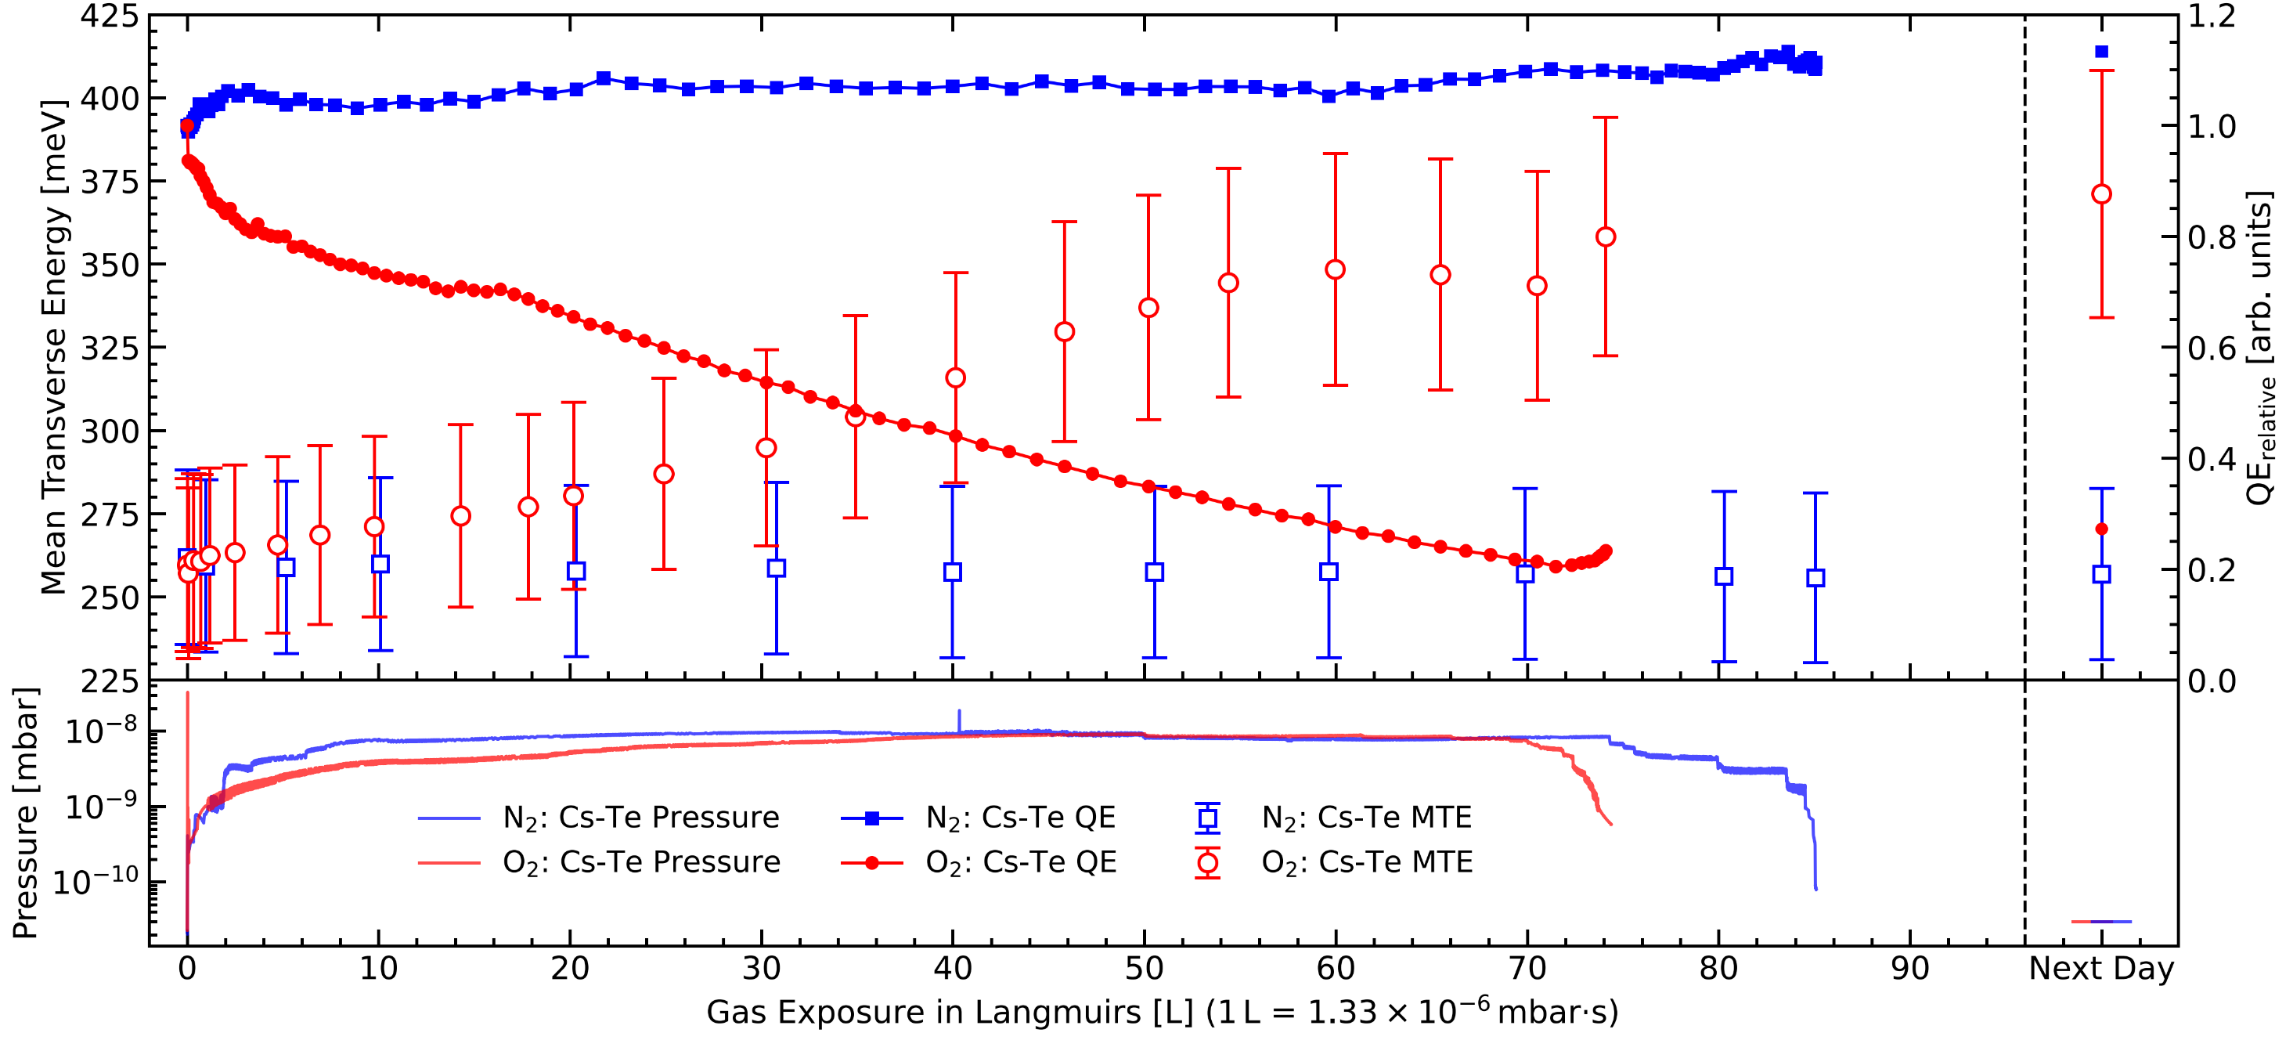 Mean Transverse Energy [meV]
425
400
375
350
325
300
275
250
225
1.2
1.0
0.8
0.6
0.4
0.2
0.0
QE_relative [arb. units]
Pressure [mbar]
10⁻⁸
10⁻⁹
10⁻¹⁰
N₂: Cs-Te Pressure
O₂: Cs-Te Pressure
N₂: Cs-Te QE
O₂: Cs-Te QE
N₂: Cs-Te MTE
O₂: Cs-Te MTE
0 10 20 30 40 50 60 70 80 90 Next Day
Gas Exposure in Langmuirs [L] (1 L = 1.33 × 10⁻⁶ mbar·s)